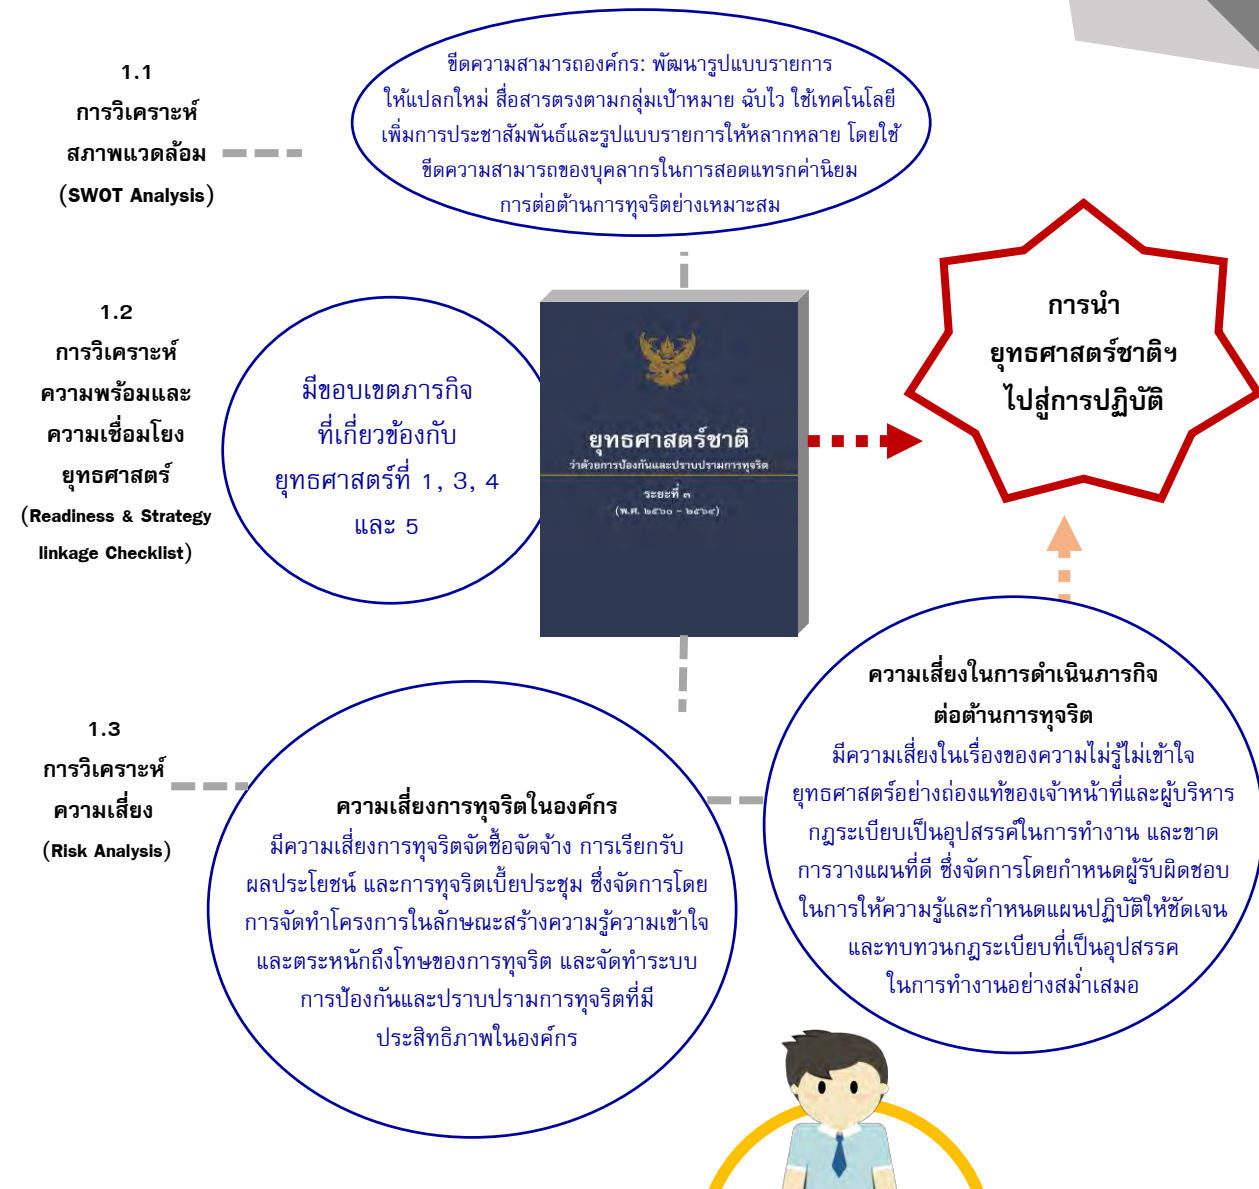 1.1
การวิเคราะห์
สภาพแวดล้อม
(SWOT Analysis)
ขีดความสามารถองค์กร: พัฒนารูปแบบรายการ
ให้แปลกใหม่ สื่อสารตรงตามกลุ่มเป้าหมาย ฉับไว ใช้เทคโนโลยี
เพิ่มการประชาสัมพันธ์และรูปแบบรายการให้หลากหลาย โดยใช้
ขีดความสามารถของบุคลากรในการสอดแทรกค่านิยม
การต่อต้านการทุจริตย่างเหมาะสม
1.2
การวิเคราะห์
ความพร้อมและ
ความเชื่อมโยง
ยุทธศาสตร์
(Readiness & Strategy
linkage Checklist)
มีขอบเขตภารกิจ
ที่เกี่ยวข้องกับ
ยุทธศาสตร์ที่ 1, 3, 4
และ 5
ยุทธศาสตร์ชาติ
ว่าด้วยการป้องกันและปราบปรามการทุจริต
ระยะที่ ๓
(พ.ศ. ๒๕๖๐ - ๒๕๖๔)
การนำ
ยุทธศาสตร์ชาติฯ
ไปสู่การปฏิบัติ
1.3
การวิเคราะห์
ความเสี่ยง
(Risk Analysis)
ความเสี่ยงการทุจริตในองค์กร
มีความเสี่ยงการทุจริตจัดซื้อจัดจ้าง การเรียกรับ
ผลประโยชน์ และการทุจริตเบี้ยประชุม ซึ่งจัดการโดย
การจัดทำโครงการในลักษณะสร้างความรู้ความเข้าใจ
และตระหนักถึงโทษของการทุจริต และจัดทำระบบ
การป้องกันและปราบปรามการทุจริตที่มี
ประสิทธิภาพในองค์กร
ความเสี่ยงในการดำเนินภารกิจ
ต่อต้านการทุจริต
มีความเสี่ยงในเรื่องของความไม่รู้ไม่เข้าใจ
ยุทธศาสตร์อย่างถ่องแท้ของเจ้าหน้าที่และผู้บริหาร
กฎระเบียบเป็นอุปสรรค์ในการทำงาน และขาด
การวางแผนที่ดี ซึ่งจัดการโดยกำหนดผู้รับผิดชอบ
ในการให้ความรู้และกำหนดแผนปฏิบัติให้ชัดเจน
และทบทวนกฎระเบียบที่เป็นอุปสรรค
ในการทำงานอย่างสม่ำเสมอ